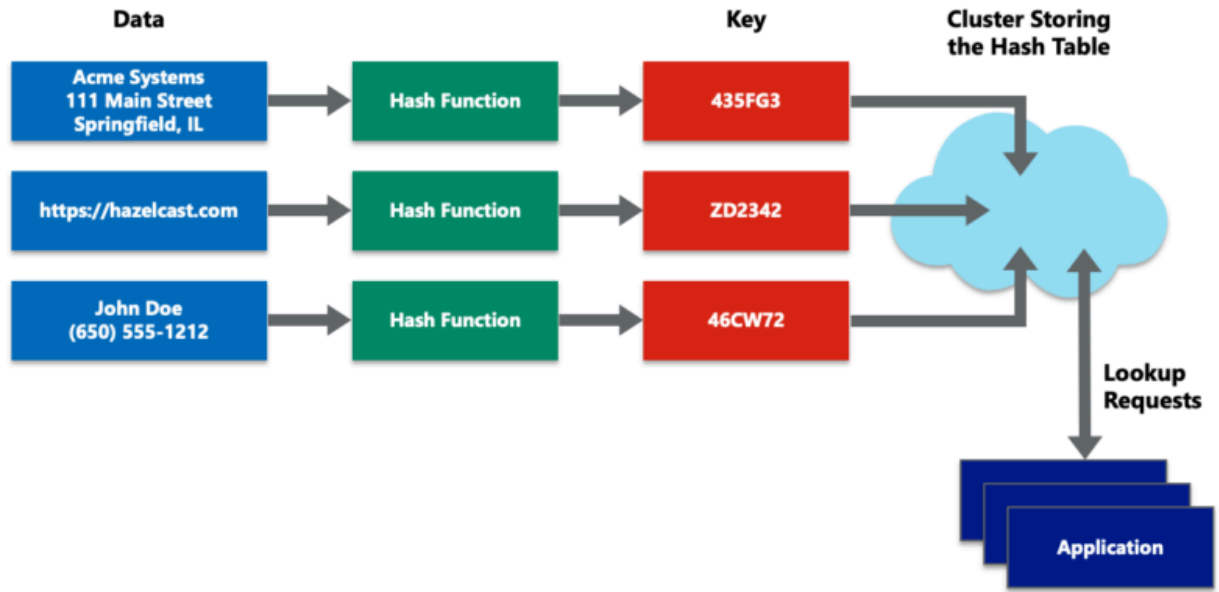 Data
Key
Cluster Storing
the Hash Table
Acme Systems
111 Main Street
Springfield, IL
Hash Function
435FG3
https://hazelcast.com
Hash Function
ZD2342
John Doe
(650) 555-1212
Hash Function
46CW72
Lookup
Requests
Application